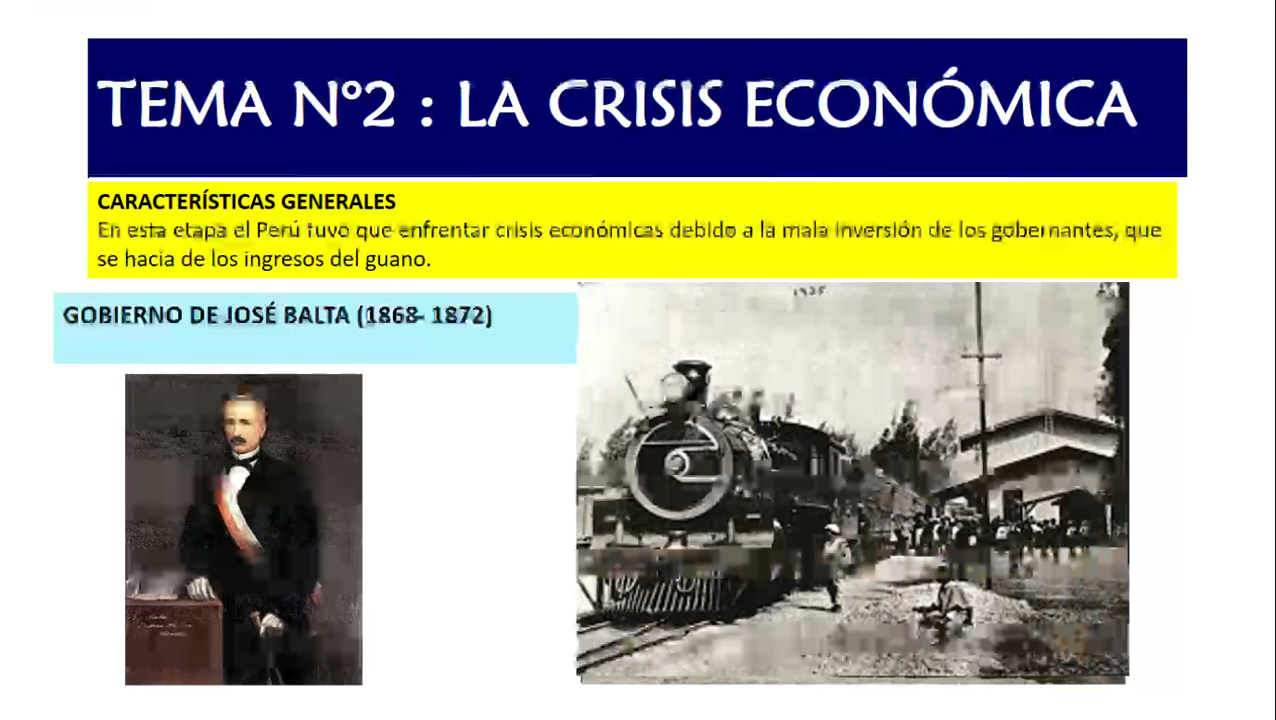 TEMA N°2 : LA CRISIS ECONÓMICA
CARACTERÍSTICAS GENERALES
En esta etapa el Perú tuvo que enfrentar crisis económicas debido a la mala inversión de los gobernantes, que
se hacia de los ingresos del guano.
GOBIERNO DE JOSÉ BALTA (1868- 1872)